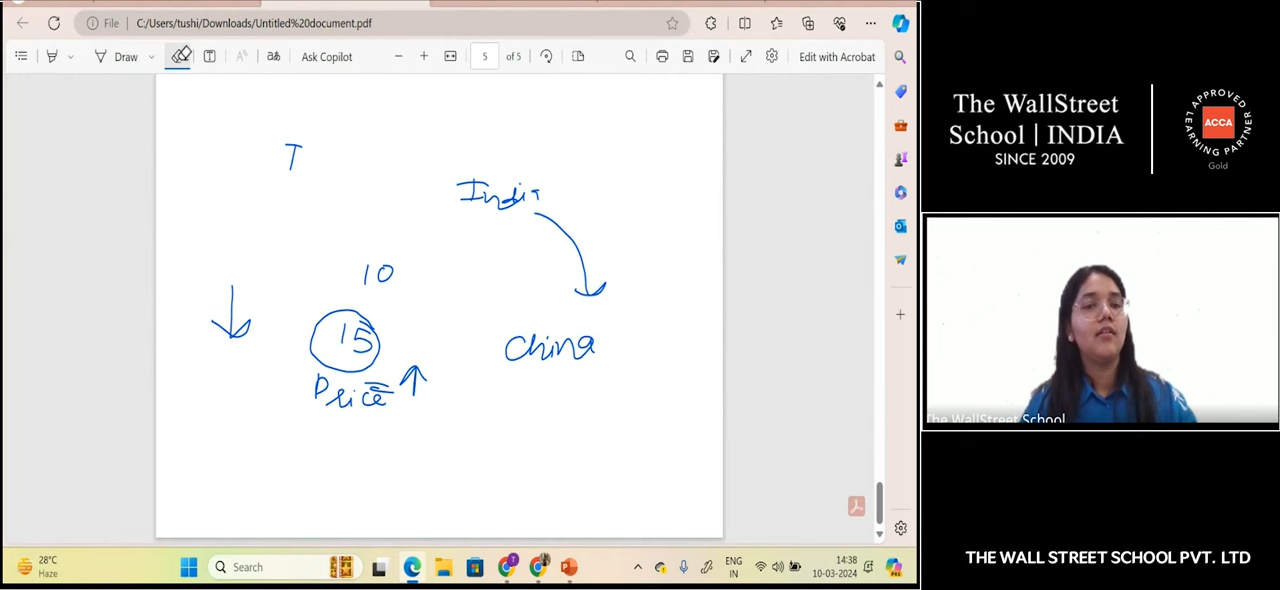 File
C:/Users/tushi/Downloads/Untitled%20document.pdf
Draw
T
A
aあ
Ask Copilot
5
of 5
Edit with Acrobat
T
India
10
15
Price
China
The WallStreet
School | INDIA
SINCE 2009
APPROVED
LEARNING PARTNER
ACCA
Gold
The WallStreet School
THE WALL STREET SCHOOL PVT. LTD
28°C
Haze
Search
ENG
IN
14:38
10-03-2024